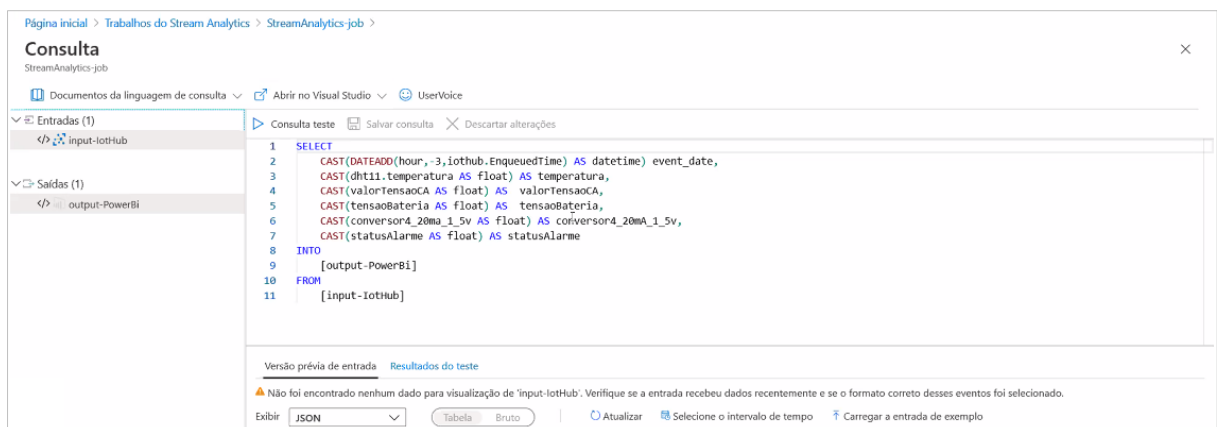 Página inicial > Trabalhos do Stream Analytics > StreamAnalytics-job >
Consulta
StreamAnalytics-job
Documentos da linguagem de consulta
Abrir no Visual Studio
UserVoice
Entradas (1)
</> input-IotHub
Saídas (1)
</> output-PowerBi
Consulta teste
Salvar consulta
Descartar alterações
1 SELECT
2 CAST(DATEADD(hour,-3,iothub.EnqueuedTime) AS datetime) event_date,
3 CAST(dht11.temperatura AS float) AS temperatura,
4 CAST(valorTensaoCA AS float) AS valorTensaoCA,
5 CAST(tensaoBateria AS float) AS tensaoBateria,
6 CAST(conversor4_20ma_1_5v AS float) AS conversor4_20mA_1_5v,
7 CAST(statusAlarme AS float) AS statusAlarme
8 INTO
9 [output-PowerBi]
10 FROM
11 [input-IotHub]
Versão prévia de entrada
Resultados do teste
Não foi encontrado nenhum dado para visualização de 'input-IotHub'. Verifique se a entrada recebeu dados recentemente e se o formato correto desses eventos foi selecionado.
Exibir
JSON
Tabela
Bruto
Atualizar
Selecione o intervalo de tempo
Carregar a entrada de exemplo